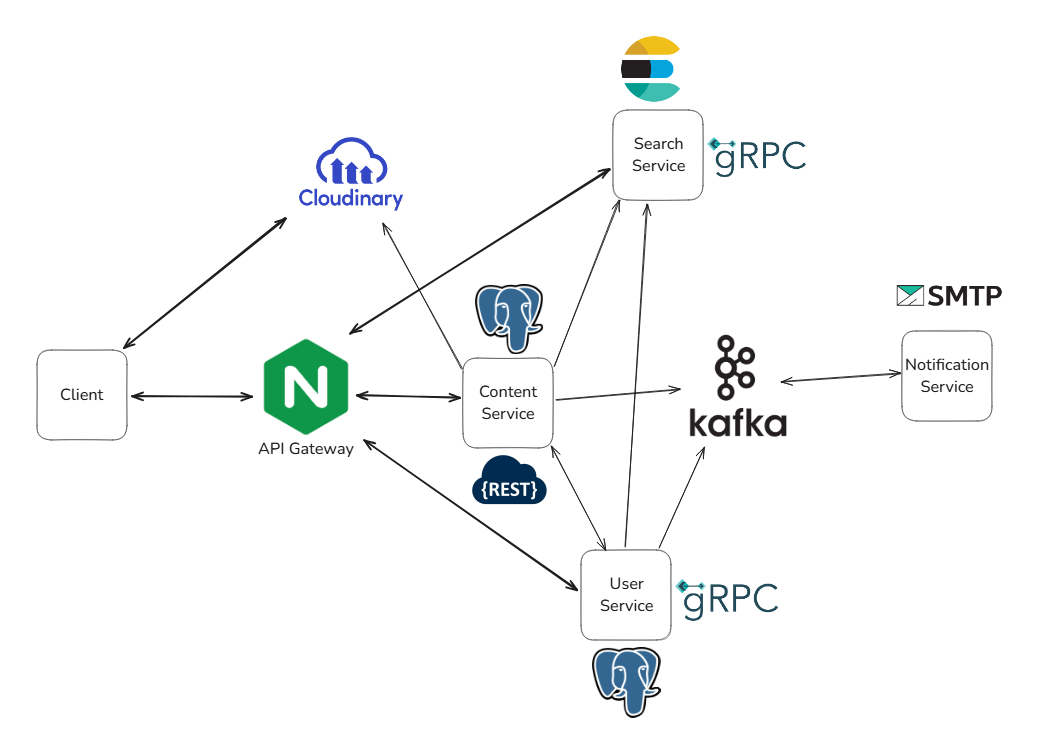 Search
Service
gRPC
Cloudinary
SMTP
Client
N
API Gateway
Content
Service
{REST}
kafka
Notification
Service
User
Service
gRPC